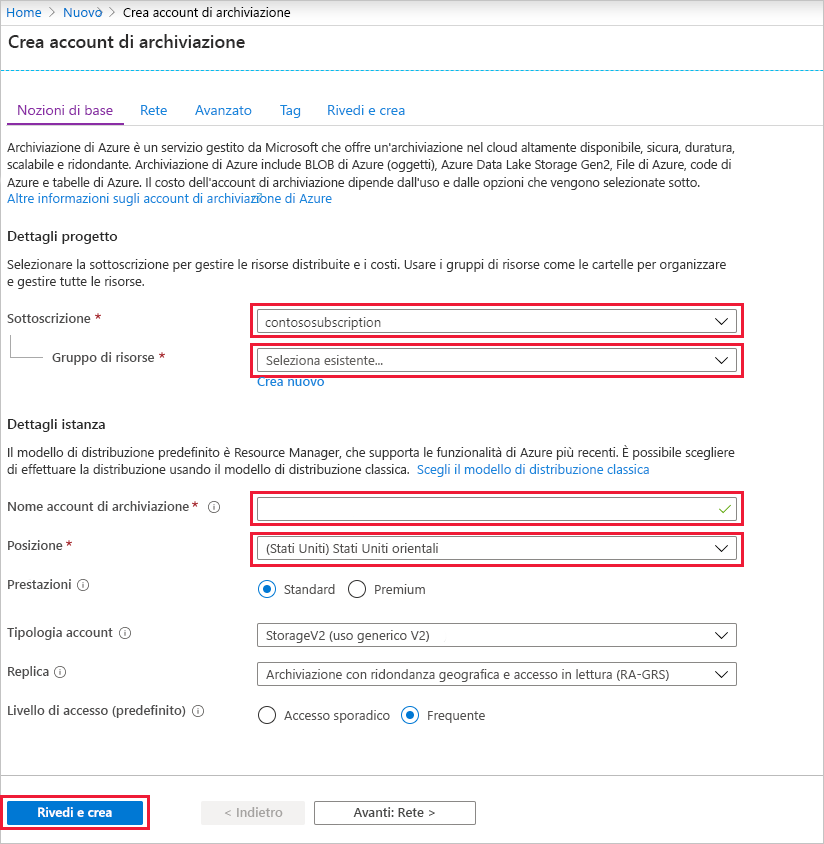 Home > Nuovo > Crea account di archiviazione
Crea account di archiviazione
Nozioni di base Rete Avanzato Tag Rivedi e crea
Archiviazione di Azure è un servizio gestito da Microsoft che offre un'archiviazione nel cloud altamente disponibile, sicura, duratura,
scalabile e ridondante. Archiviazione di Azure include BLOB di Azure (oggetti), Azure Data Lake Storage Gen2, File di Azure, code di
Azure e tabelle di Azure. Il costo dell'account di archiviazione dipende dall'uso e dalle opzioni che vengono selezionate sotto.
Altre informazioni sugli account di archiviazione di Azure
Dettagli progetto
Selezionare la sottoscrizione per gestire le risorse distribuite e i costi. Usare i gruppi di risorse come le cartelle per organizzare
e gestire tutte le risorse.
Sottoscrizione * contososubscription
Gruppo di risorse * Seleziona esistente...
Crea nuovo
Dettagli istanza
Il modello di distribuzione predefinito è Resource Manager, che supporta le funzionalità di Azure più recenti. È possibile scegliere
di effettuare la distribuzione usando il modello di distribuzione classica. Scegli il modello di distribuzione classica
Nome account di archiviazione *
Posizione * (Stati Uniti) Stati Uniti orientali
Prestazioni Standard Premium
Tipologia account StorageV2 (uso generico V2)
Replica Archiviazione con ridondanza geografica e accesso in lettura (RA-GRS)
Livello di accesso (predefinito) Accesso sporadico Frequente
Rivedi e crea < Indietro Avanti: Rete >